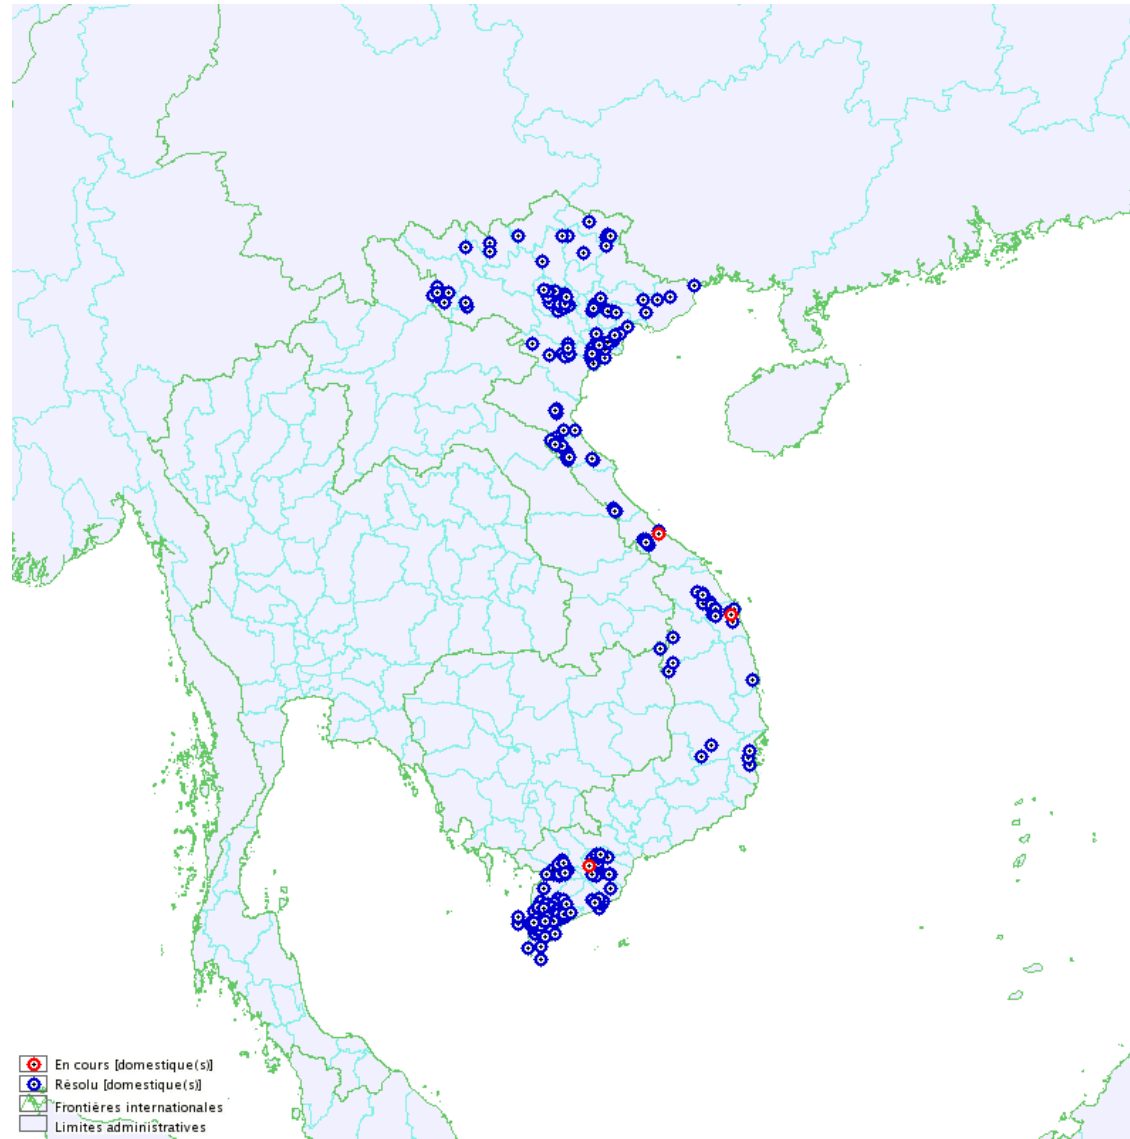 En cours [domestique(s)]
Résolu [domestique(s)]
Frontières internationales
Limites administratives